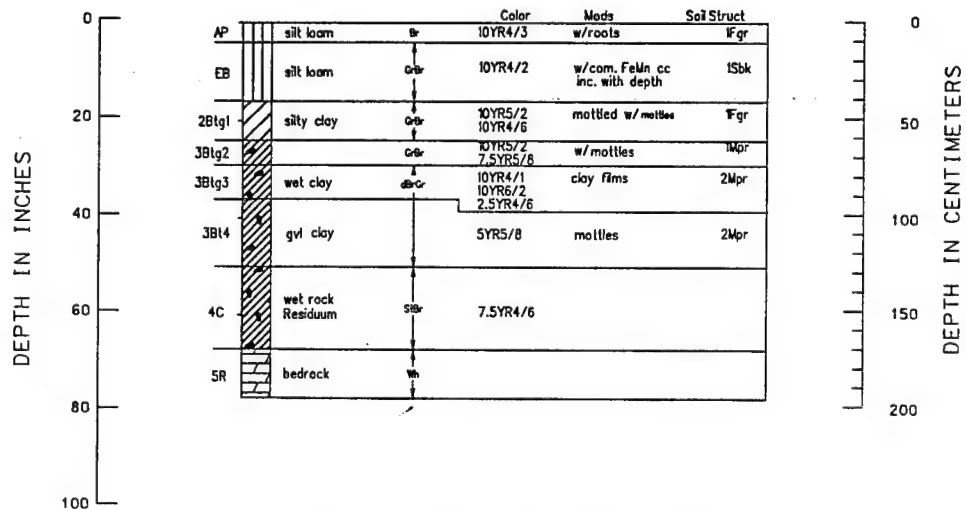 Color Mods Soil Struct
0
20
40
60
80
100
DEPTH IN INCHES
AP silt loam Br 10YR4/3 w/roots 1Fgr
EB silt loam GrBr 10YR4/2 w/com. FeMn cc 1Sbk
inc. with depth
2Btg1 silty clay GrBr 10YR5/2 mottled w/mottles 1Fgr
10YR4/6
3Btg2 GrBr 10YR5/2 w/mottles 1Mpr
7.5YR5/8
3Btg3 wet clay dBrGr 10YR4/1 clay films 2Mpr
10YR6/2
2.5YR4/6
3Bt4 gvl clay 5YR5/8 mottles 2Mpr
4C wet rock StBr 7.5YR4/6
Residuum
5R bedrock Wh
0
50
100
150
200
DEPTH IN CENTIMETERS